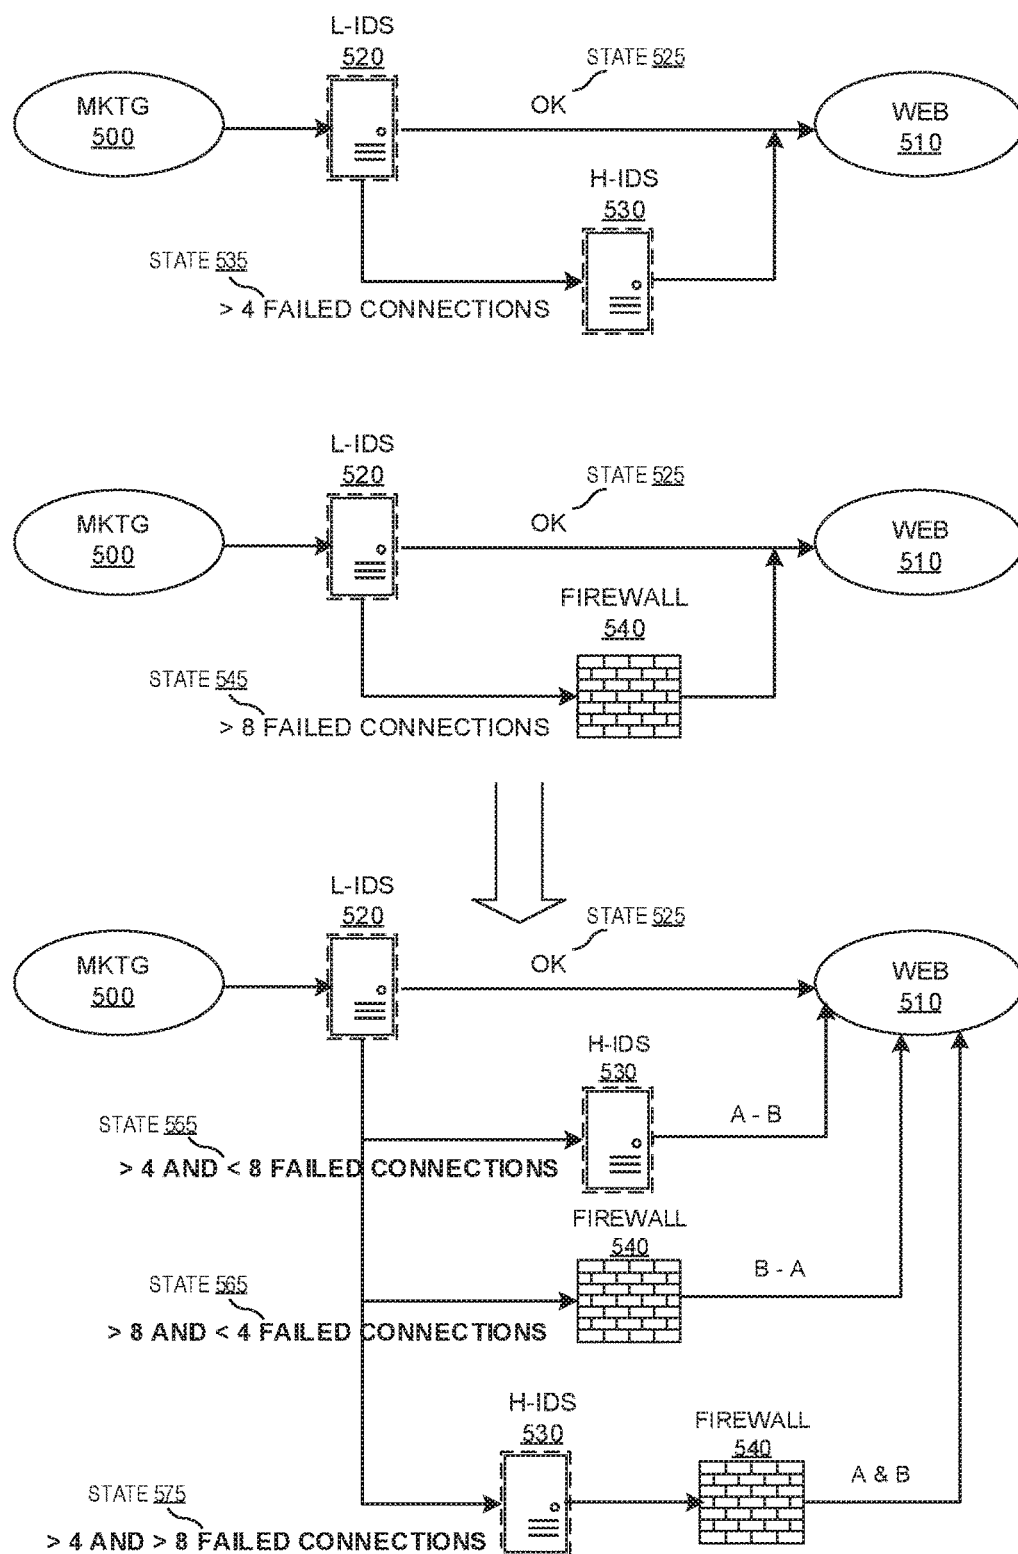 L-IDS
520
STATE 525
MKTG
500
OK
WEB
510
H-IDS
530
STATE 535
> 4 FAILED CONNECTIONS
L-IDS
520
STATE 525
MKTG
500
OK
WEB
510
FIREWALL
540
STATE 545
> 8 FAILED CONNECTIONS
L-IDS
520
STATE 525
MKTG
500
OK
WEB
510
H-IDS
530
A - B
STATE 555
> 4 AND < 8 FAILED CONNECTIONS
FIREWALL
540
B - A
STATE 565
> 8 AND < 4 FAILED CONNECTIONS
H-IDS
530
FIREWALL
540
A & B
STATE 575
> 4 AND > 8 FAILED CONNECTIONS